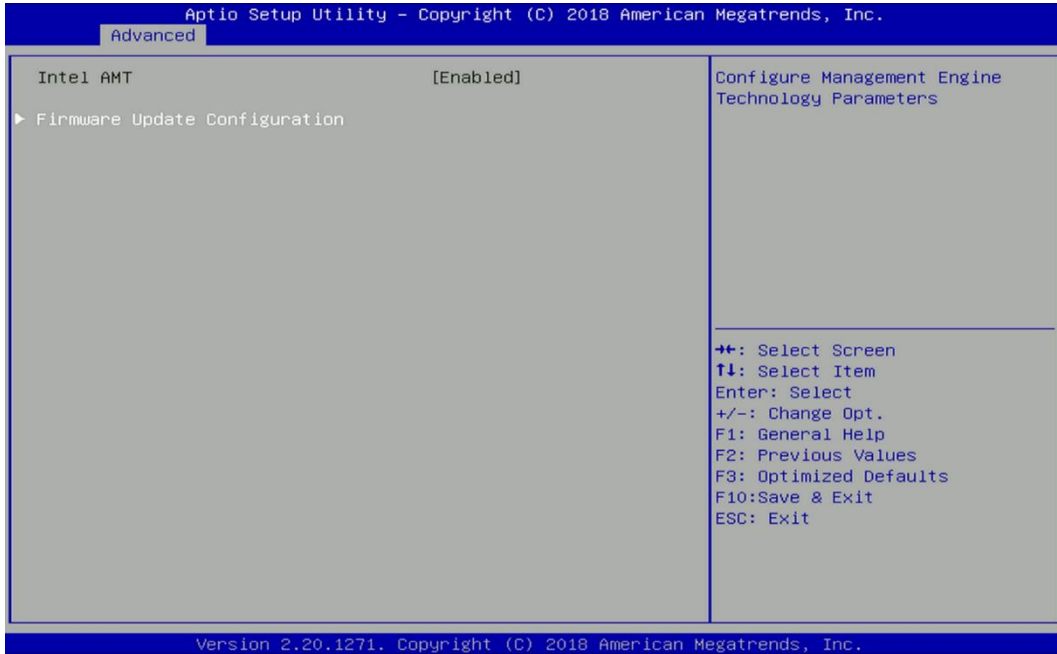 Aptio Setup Utility – Copyright (C) 2018 American Megatrends, Inc.
Advanced
Intel AMT [Enabled]
▶ Firmware Update Configuration
Configure Management Engine
Technology Parameters
→←: Select Screen
↑↓: Select Item
Enter: Select
+/-: Change Opt.
F1: General Help
F2: Previous Values
F3: Optimized Defaults
F10:Save & Exit
ESC: Exit
Version 2.20.1271. Copyright (C) 2018 American Megatrends, Inc.